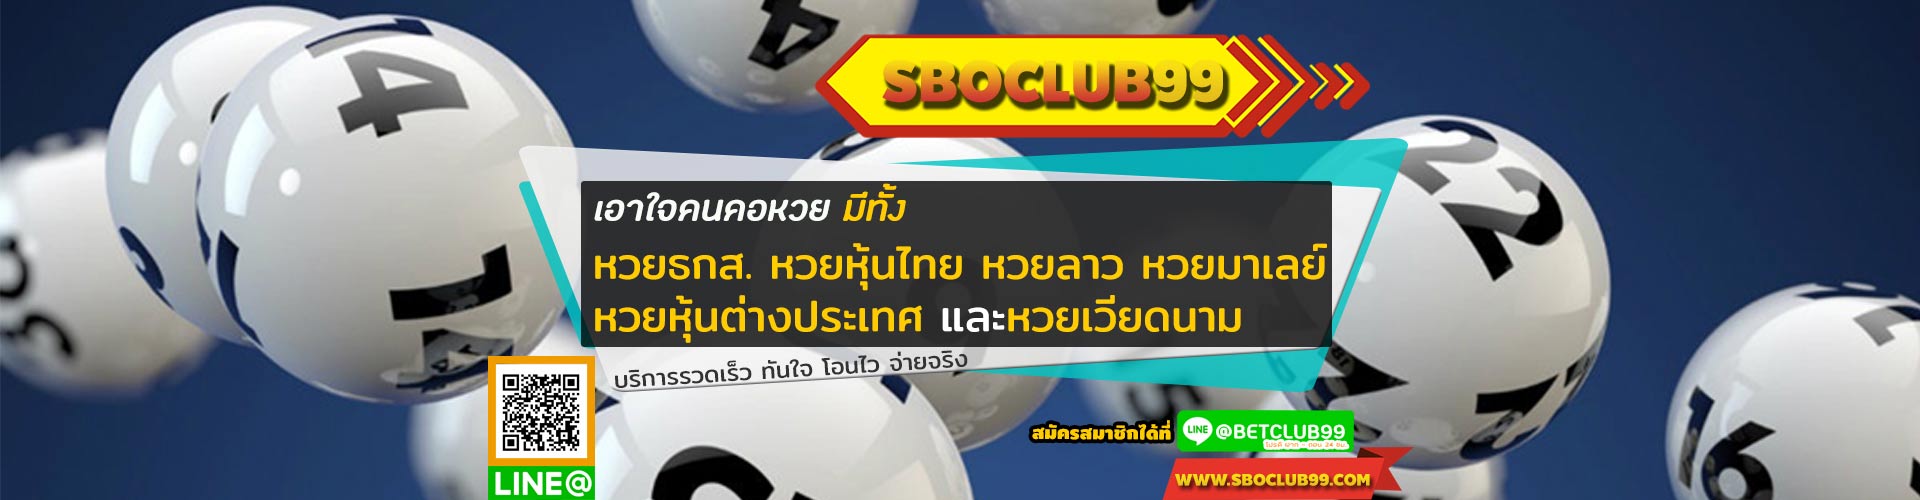 SBOCLUB99
เอาใจคนคอหวย มีทั้ง
หวยธกส. หวยหุ้นไทย หวยลาว หวยมาเลย์
หวยหุ้นต่างประเทศ และหวยเวียดนาม
บริการรวดเร็ว ทันใจ โอนไว จ่ายจริง
สมัครสมาชิกได้ที่
LINE @BETCLUB99
WWW.SBOCLUB99.COM
LINE@
4
4
14
22
16